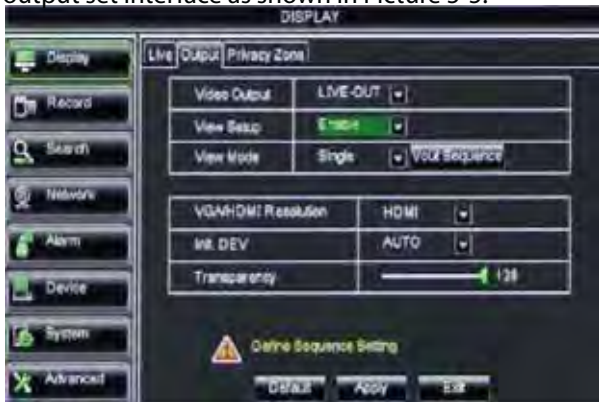 output set interface as shown in Picture 5-3.
DISPLAY
Display
Record
Search
Network
Alarm
Device
System
Advanced
Live Output Privacy Zone
Video Output LIVE-OUT
View Setup Enable
View Mode Single Vout Sequence
VGA/HDMI Resolution HDMI
Init. DEV AUTO
Transparency 128
Define Sequence Setting
Default Apply Exit